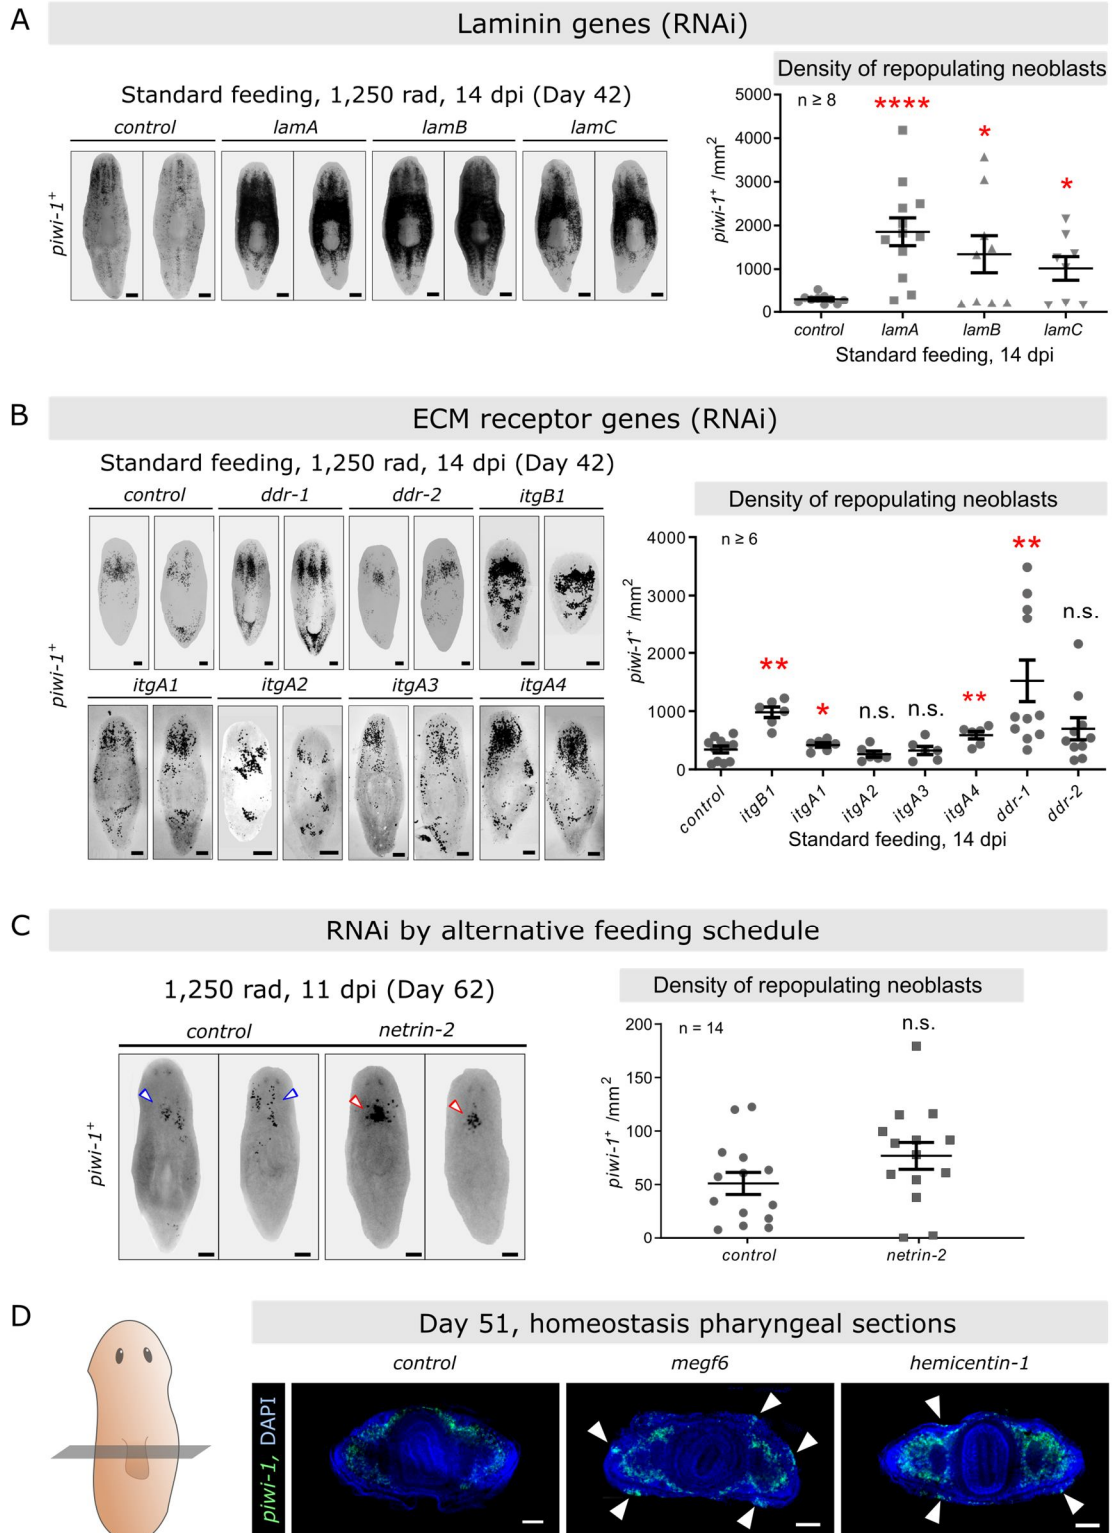 A
Laminin genes (RNAi)
Standard feeding, 1,250 rad, 14 dpi (Day 42)
control lamA lamB lamC
piwi-1+
Density of repopulating neoblasts
n ≥ 8
**** * *
piwi-1+ /mm2
5000
4000
3000
2000
1000
0
control lamA lamB lamC
Standard feeding, 14 dpi
B
ECM receptor genes (RNAi)
Standard feeding, 1,250 rad, 14 dpi (Day 42)
control ddr-1 ddr-2 itgB1
itgA1 itgA2 itgA3 itgA4
piwi-1+
Density of repopulating neoblasts
n ≥ 6
** * n.s. n.s. ** ** n.s.
piwi-1+ /mm2
4000
3000
2000
1000
0
control itgB1 itgA1 itgA2 itgA3 itgA4 ddr-1 ddr-2
Standard feeding, 14 dpi
C
RNAi by alternative feeding schedule
1,250 rad, 11 dpi (Day 62)
control netrin-2
piwi-1+
Density of repopulating neoblasts
n = 14
n.s.
piwi-1+ /mm2
200
150
100
50
0
control netrin-2
D
Day 51, homeostasis pharyngeal sections
control megf6 hemicentin-1
piwi-1, DAPI